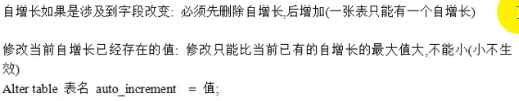 自增长如果是涉及到字段改变: 必须先删除自增长,后增加(一张表只能有一个自增长)
修改当前自增长已经存在的值: 修改只能比当前已有的自增长的最大值大,不能小(小不生
效)
Alter table 表名 auto_increment = 值;